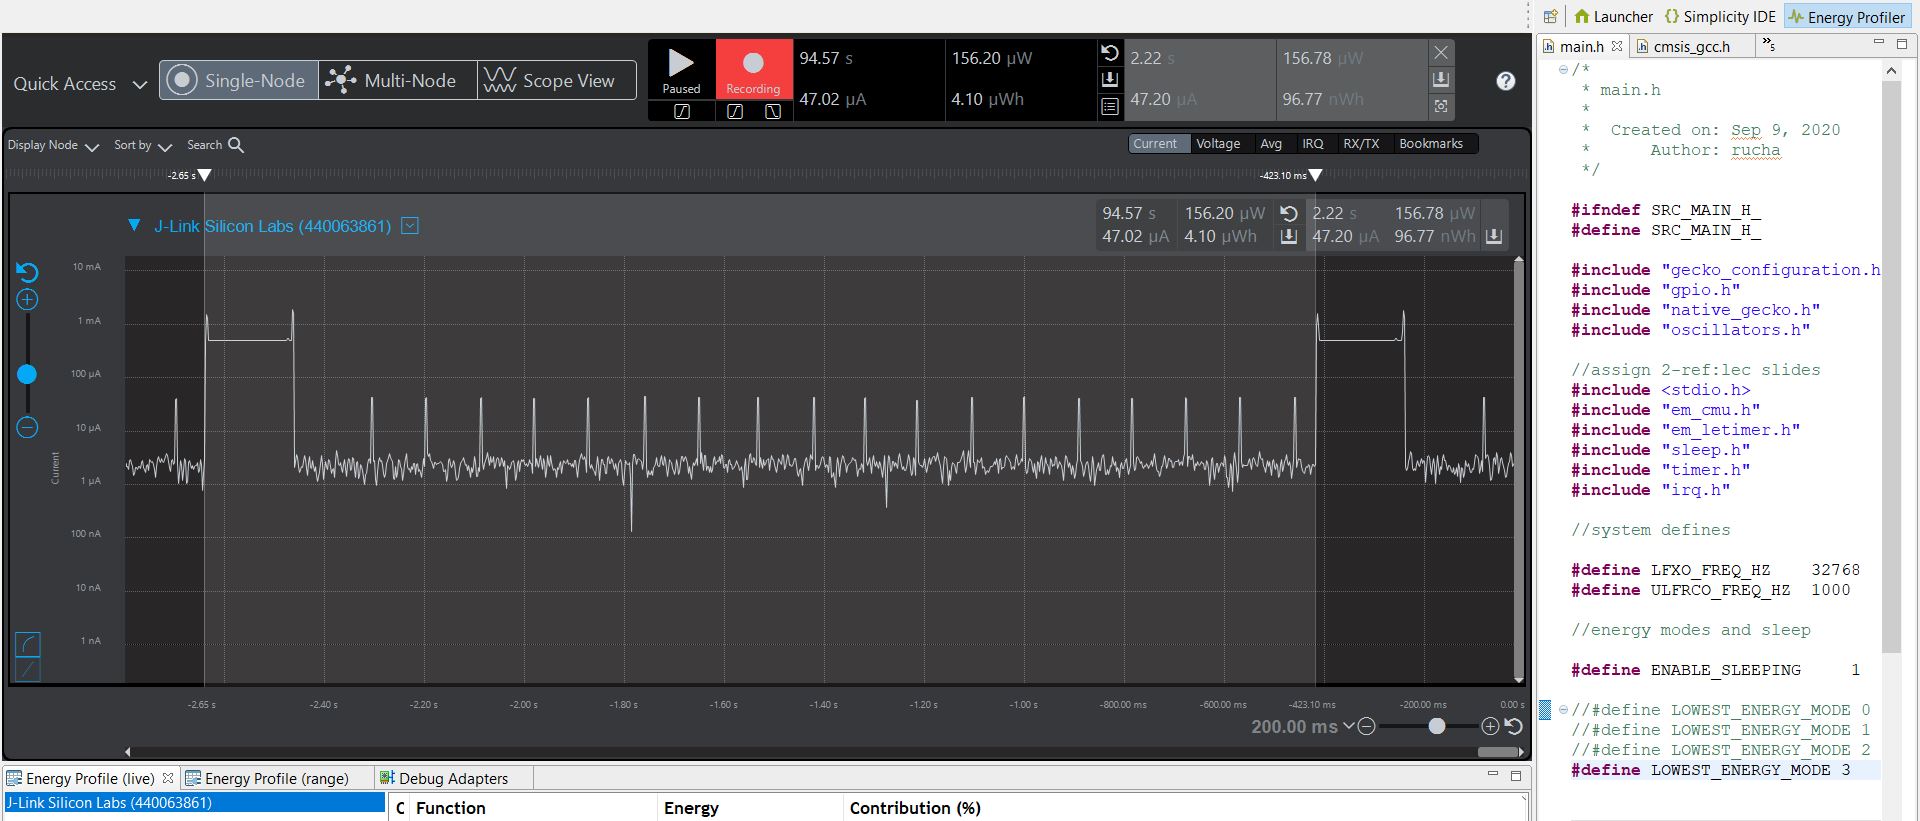 Launcher {} Simplicity IDE Energy Profiler
Quick Access Single-Node Multi-Node Scope View
Paused Recording
94.57 s 156.20 µW 2.22 s 156.78 µW
47.02 µA 4.10 µWh 47.20 µA 96.77 nWh
?
Display Node Sort by Search Current Voltage Avg IRQ RX/TX Bookmarks
-2.65 s -423.10 ms
J-Link Silicon Labs (440063861)
94.57 s 156.20 µW 2.22 s 156.78 µW
47.02 µA 4.10 µWh 47.20 µA 96.77 nWh
10 mA
1 mA
100 µA
10 µA
1 µA
100 nA
10 nA
1 nA
Current
-2.65 s -2.40 s -2.20 s -2.00 s -1.80 s -1.60 s -1.40 s -1.20 s -1.00 s -800.00 ms -600.00 ms -423.10 ms -200.00 ms 0.00 s
200.00 ms
Energy Profile (live) Energy Profile (range) Debug Adapters
J-Link Silicon Labs (440063861)
C Function Energy Contribution (%)
main.h cmsis_gcc.h »5
/*
* main.h
*
* Created on: Sep 9, 2020
* Author: rucha
*/
#ifndef SRC_MAIN_H_
#define SRC_MAIN_H_
#include "gecko_configuration.h
#include "gpio.h"
#include "native_gecko.h"
#include "oscillators.h"
//assign 2-ref:lec slides
#include <stdio.h>
#include "em_cmu.h"
#include "em_letimer.h"
#include "sleep.h"
#include "timer.h"
#include "irq.h"
//system defines
#define LFXO_FREQ_HZ 32768
#define ULFRCO_FREQ_HZ 1000
//energy modes and sleep
#define ENABLE_SLEEPING 1
//#define LOWEST_ENERGY_MODE 0
//#define LOWEST_ENERGY_MODE 1
//#define LOWEST_ENERGY_MODE 2
#define LOWEST_ENERGY_MODE 3